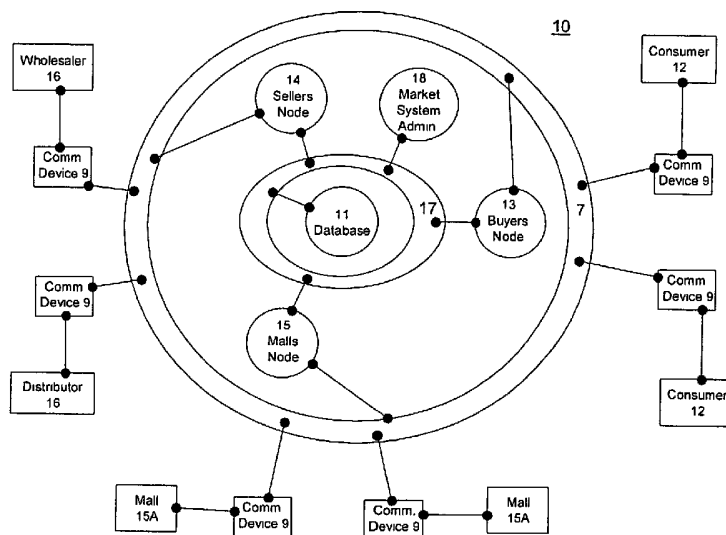 10
Wholesaler
16
Comm
Device 9
14
Sellers
Node
18
Market
System
Admin
Consumer
12
Comm
Device 9
7
17
11
Database
13
Buyers
Node
Comm
Device 9
Distributor
16
15
Malls
Node
Comm
Device 9
Consumer
12
Mall
15A
Comm
Device 9
Comm.
Device 9
Mall
15A